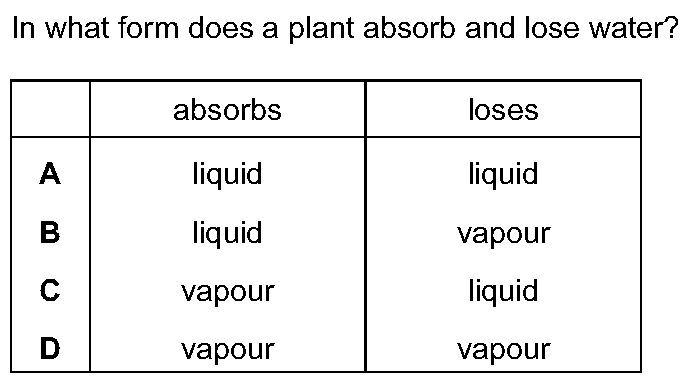 In what form does a plant absorb and lose water?
absorbs loses
A liquid liquid
B liquid vapour
C vapour liquid
D vapour vapour